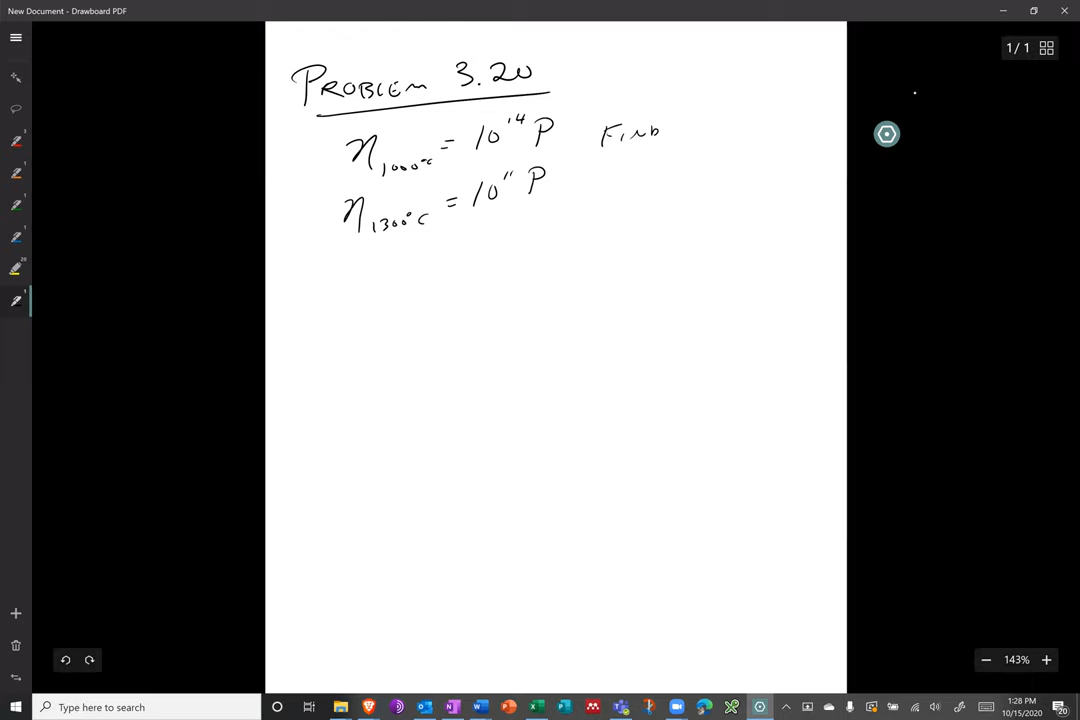 New Document - Drawboard PDF
1/1
PROBLEM 3.20
η1000°C = 10^14 P FIND
η1300°C = 10^11 P
143%
Type here to search
1:28 PM
10/15/2020
20